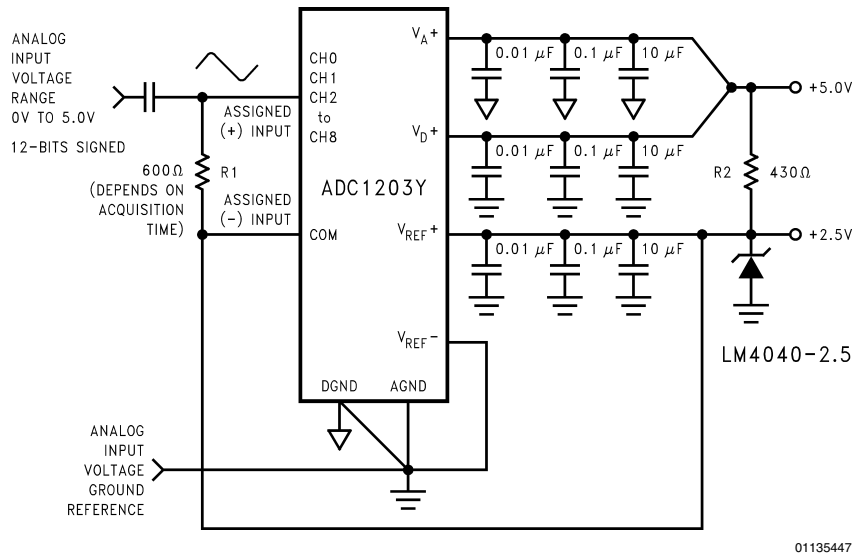 ANALOG
INPUT
VOLTAGE
RANGE
0V TO 5.0V
12-BITS SIGNED
600Ω
(DEPENDS ON
ACQUISITION
TIME)
R1
ASSIGNED
(+) INPUT
ASSIGNED
(-) INPUT
CH0
CH1
CH2
to
CH8
COM
ADC1203Y
VA+
VD+
VREF+
VREF-
DGND
AGND
0.01 μF
0.1 μF
10 μF
0.01 μF
0.1 μF
10 μF
0.01 μF
0.1 μF
10 μF
+5.0V
R2
430Ω
+2.5V
LM4040-2.5
ANALOG
INPUT
VOLTAGE
GROUND
REFERENCE
01135447